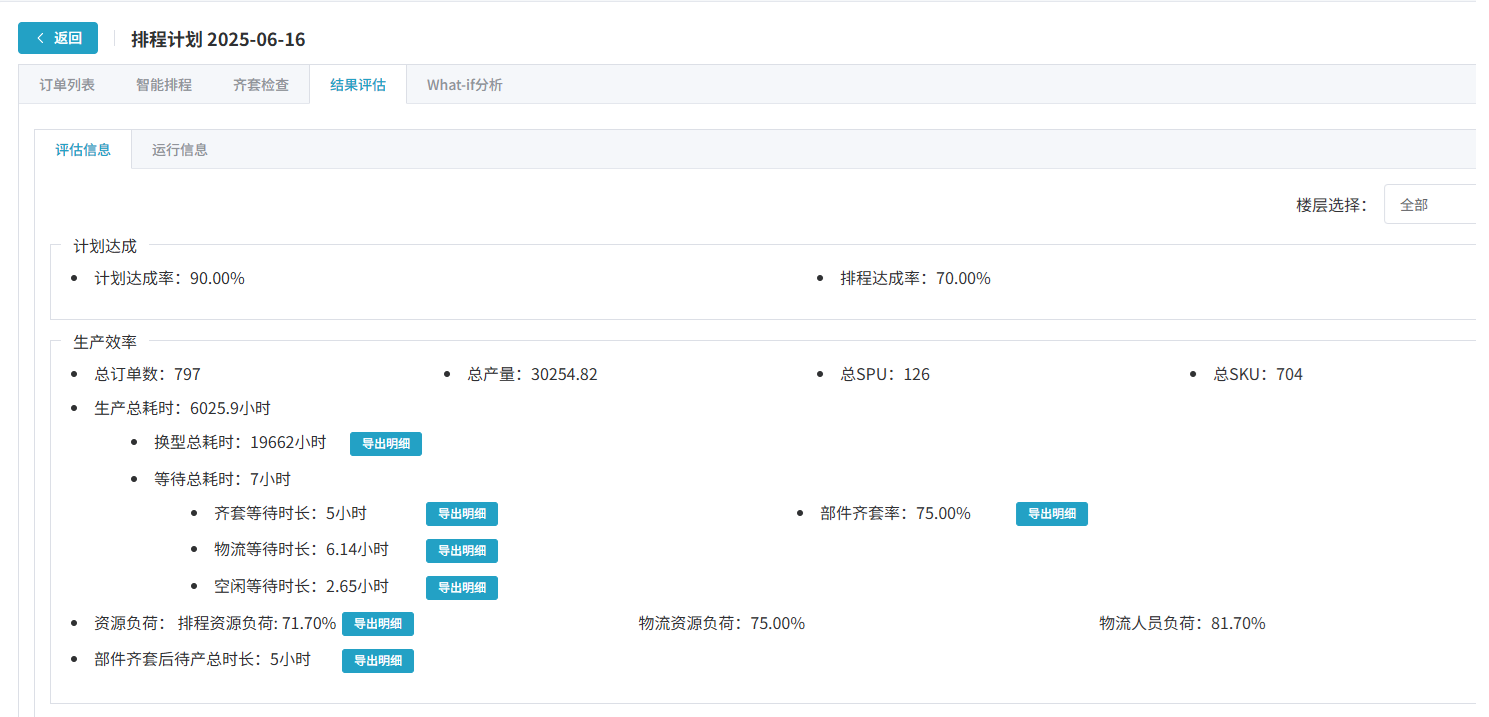 返回 排程计划 2025-06-16
订单列表 智能排程 齐套检查 结果评估 What-if分析
评估信息 运行信息
楼层选择： 全部
计划达成
计划达成率：90.00% 排程达成率：70.00%
生产效率
总订单数：797 总产量：30254.82 总SPU：126 总SKU：704
生产总耗时：6025.9小时
换型总耗时：19662小时 导出明细
等待总耗时：7小时
齐套等待时长：5小时 导出明细 部件齐套率：75.00% 导出明细
物流等待时长：6.14小时 导出明细
空闲等待时长：2.65小时 导出明细
资源负荷： 排程资源负荷: 71.70% 导出明细 物流资源负荷：75.00% 物流人员负荷：81.70%
部件齐套后待产总时长：5小时 导出明细